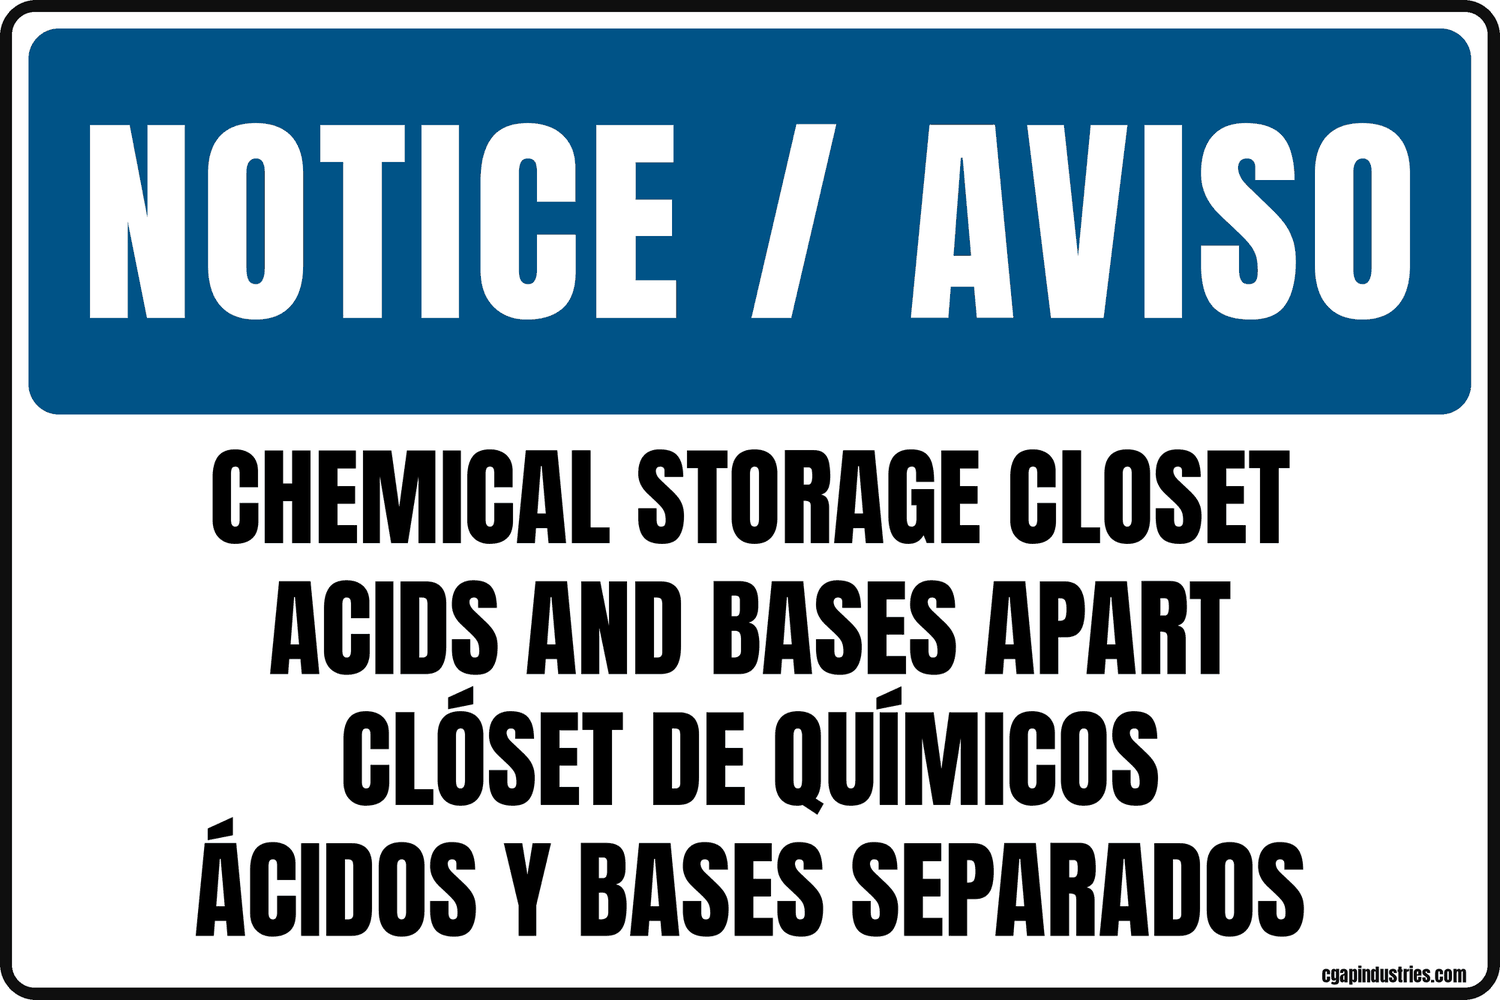 NOTICE / AVISO
CHEMICAL STORAGE CLOSET
ACIDS AND BASES APART
CLÓSET DE QUÍMICOS
ÁCIDOS Y BASES SEPARADOS
cgapindustries.com